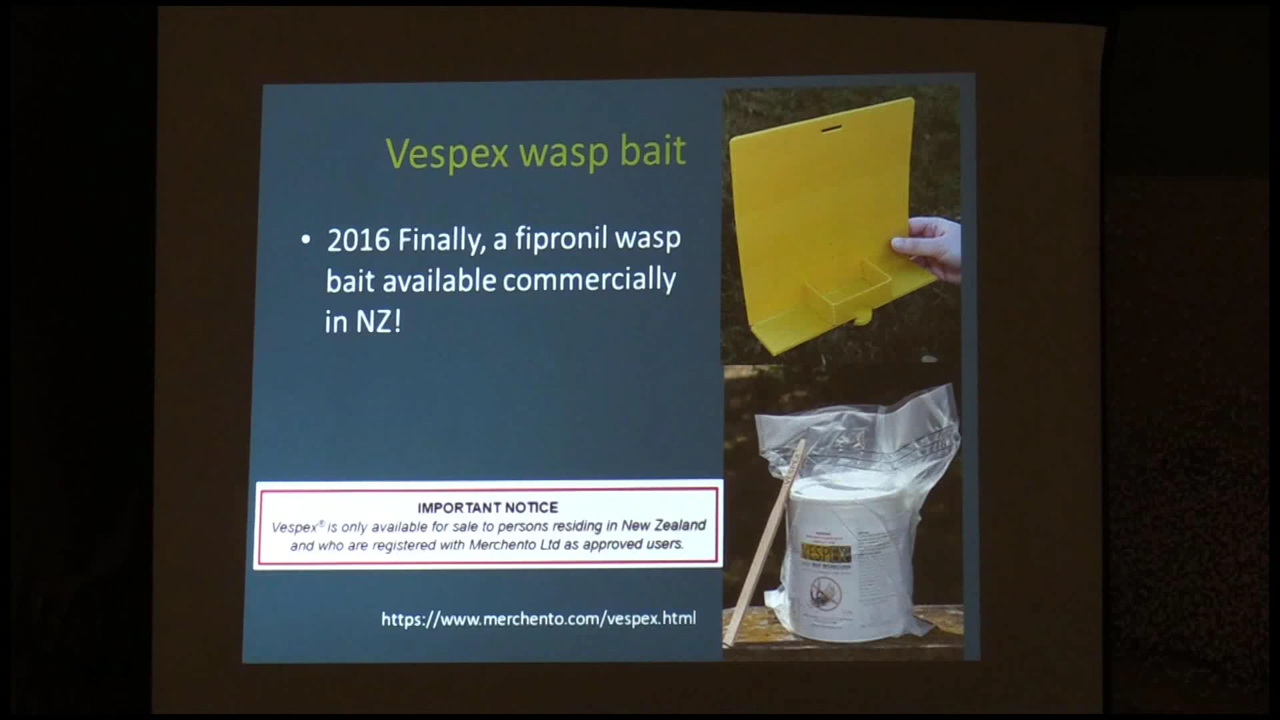 Vespex wasp bait
• 2016 Finally, a fipronil wasp
bait available commercially
in NZ!
IMPORTANT NOTICE
Vespex® is only available for sale to persons residing in New Zealand
and who are registered with Merchento Ltd as approved users.
https://www.merchento.com/vespex.html
VESPEX